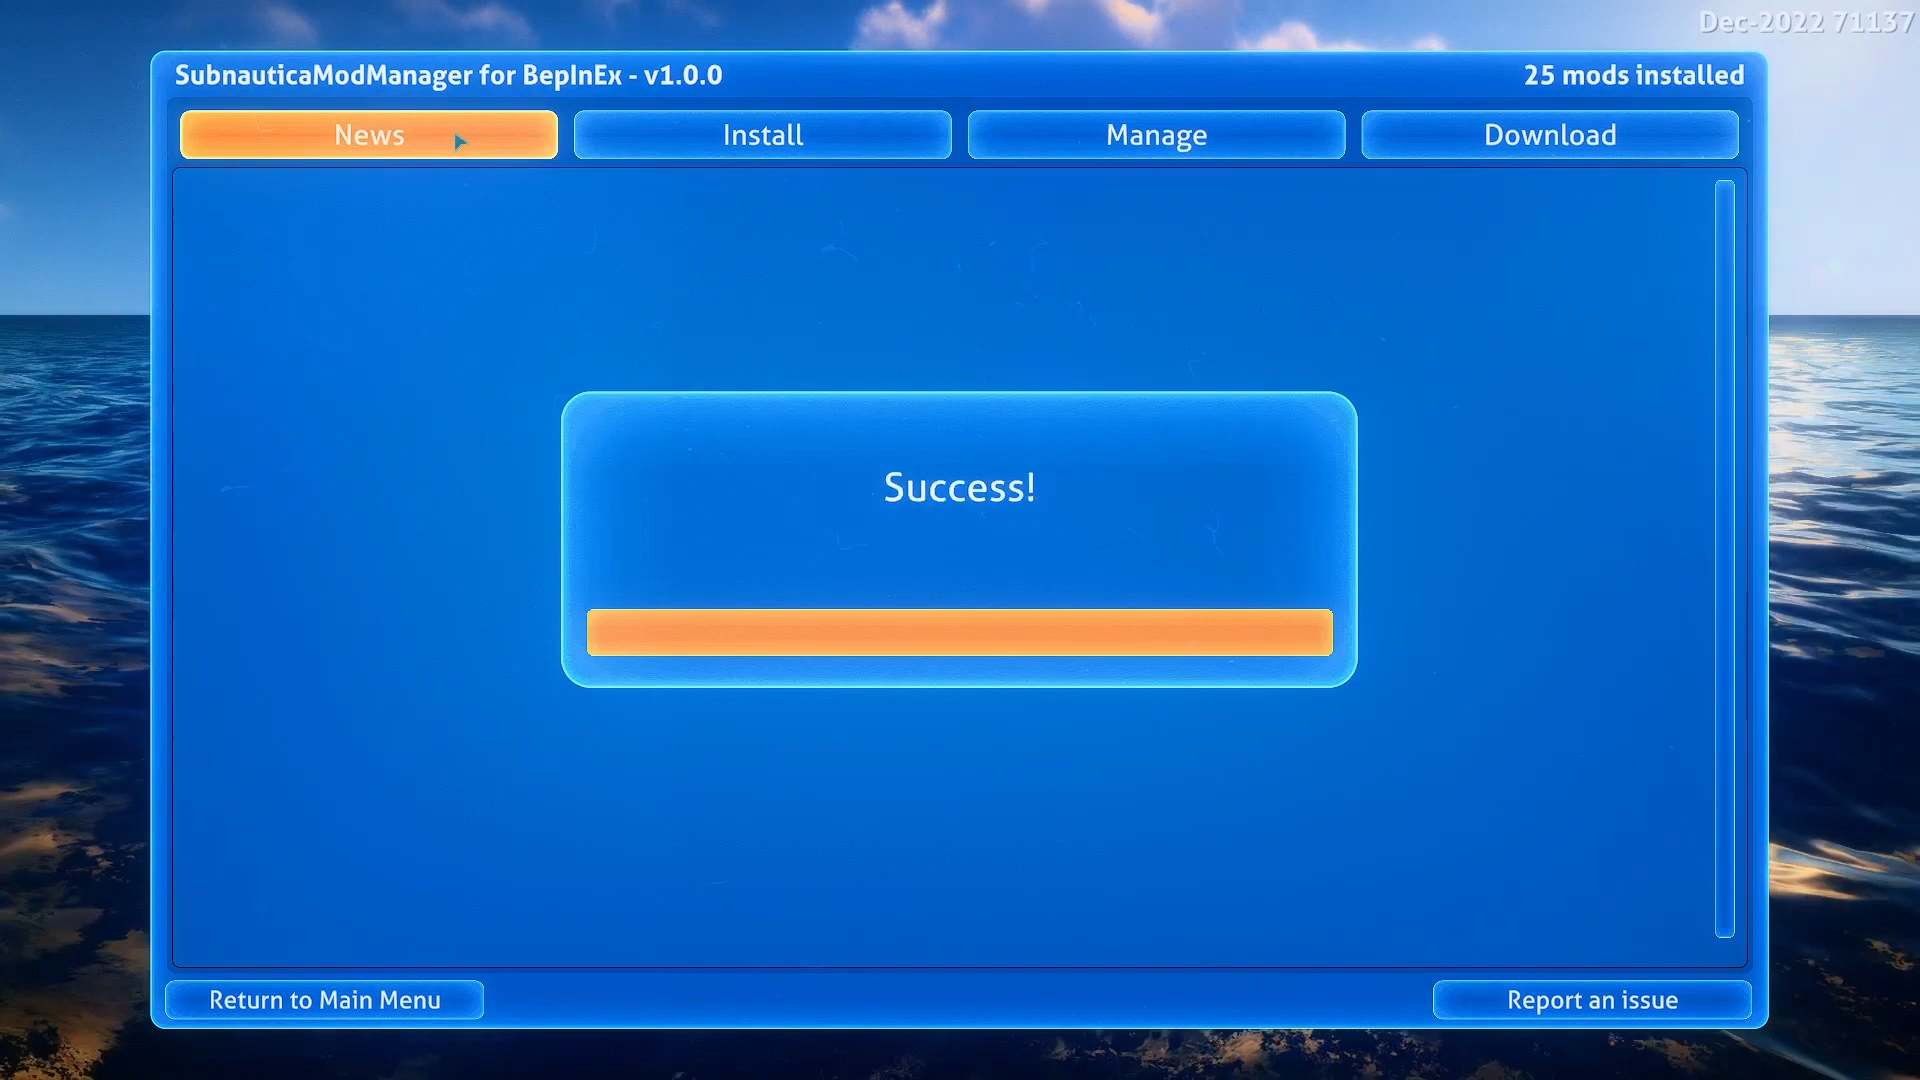 Dec-2022 71137
SubnauticaModManager for BepInEx - v1.0.0
25 mods installed
News
Install
Manage
Download
Success!
Return to Main Menu
Report an issue